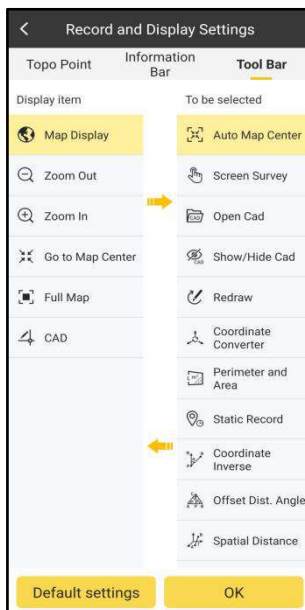 Record and Display Settings
Topo Point
Information
Bar
Tool Bar
Display item
Map Display
Zoom Out
Zoom In
Go to Map Center
Full Map
CAD
To be selected
Auto Map Center
Screen Survey
CAD
Open Cad
CAD
Show/Hide Cad
Redraw
Coordinate
Converter
Perimeter and
Area
Static Record
Coordinate
Inverse
Offset Dist. Angle
Spatial Distance
Default settings
OK